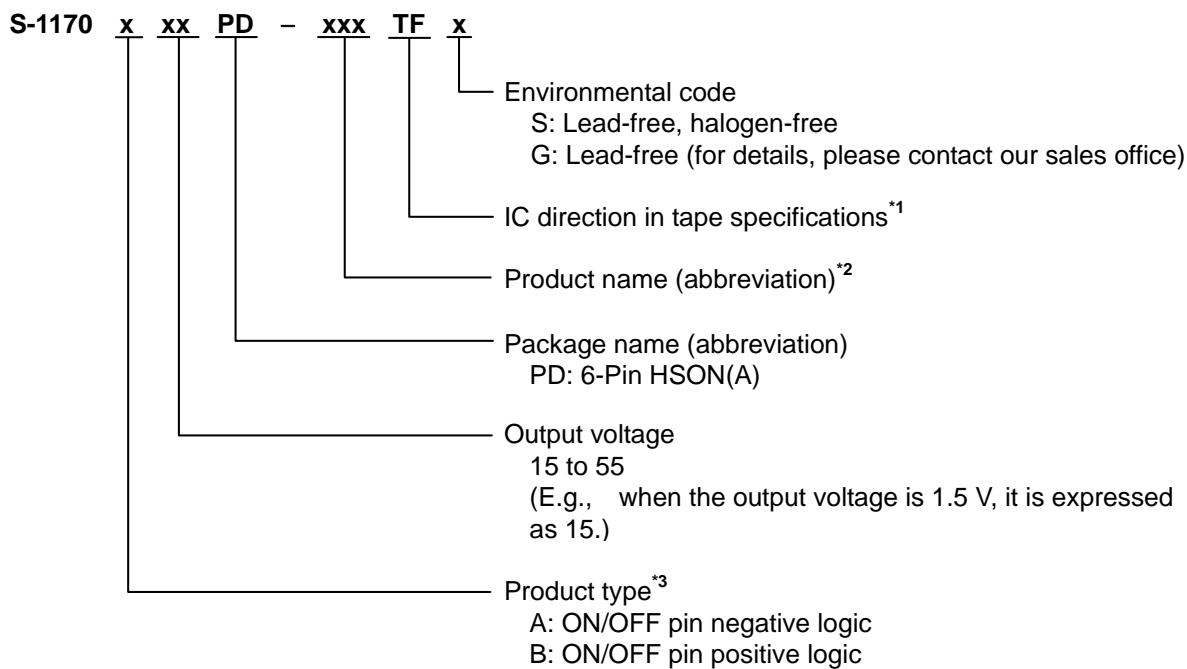 S-1170 x xx PD – xxx TF x
Environmental code
S: Lead-free, halogen-free
G: Lead-free (for details, please contact our sales office)
IC direction in tape specifications*1
Product name (abbreviation)*2
Package name (abbreviation)
PD: 6-Pin HSON(A)
Output voltage
15 to 55
(E.g., when the output voltage is 1.5 V, it is expressed
as 15.)
Product type*3
A: ON/OFF pin negative logic
B: ON/OFF pin positive logic